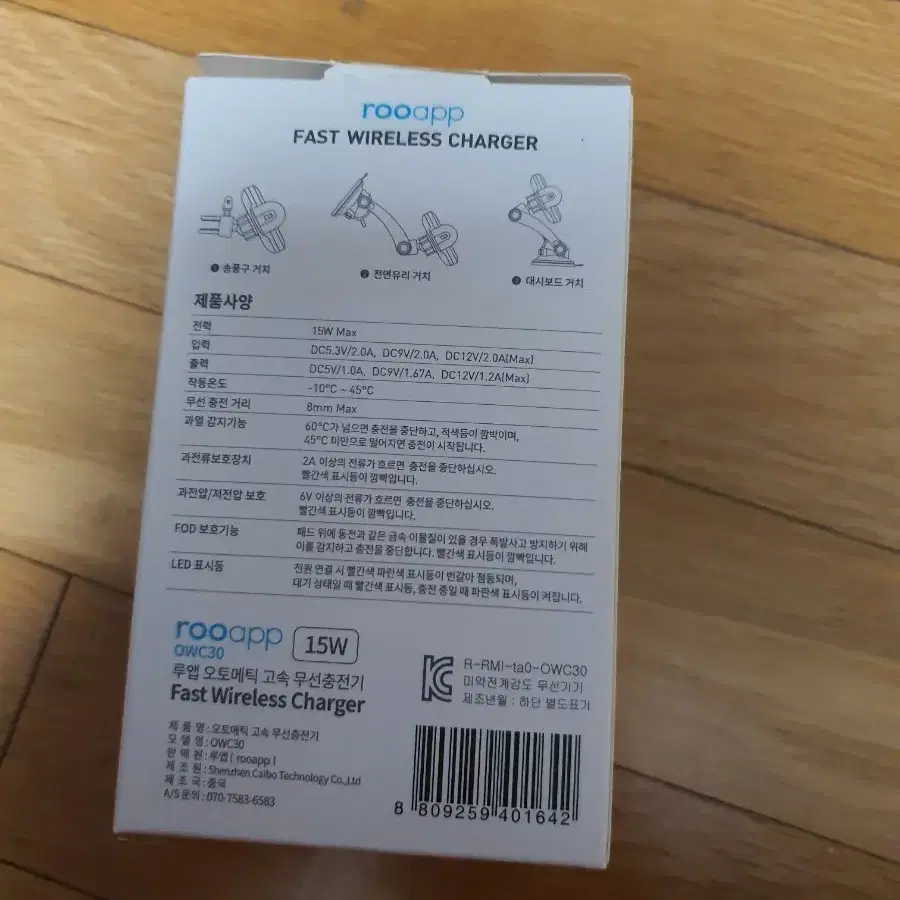 rooapp
FAST WIRELESS CHARGER
❶ 송풍구 거치
❷ 전면유리 거치
❸ 대시보드 거치
제품사양
전력 15W Max
입력 DC5.3V/2.0A, DC9V/2.0A, DC12V/2.0A(Max)
출력 DC5V/1.0A, DC9V/1.67A, DC12V/1.2A(Max)
작동온도 -10°C ~ 45°C
무선 충전 거리 8mm Max
과열 감지기능 60°C가 넘으면 충전을 중단하고, 적색등이 깜박이며,
45°C 미만으로 떨어지면 충전이 시작됩니다.
과전류보호장치 2A 이상의 전류가 흐르면 충전을 중단하십시오.
빨간색 표시등이 깜빡입니다.
과전압/저전압 보호 6V 이상의 전류가 흐르면 충전을 중단하십시오.
빨간색 표시등이 깜빡입니다.
FOD 보호기능 패드 위에 동전과 같은 금속 이물질이 있을 경우 폭발사고 방지하기 위해
이를 감지하고 충전을 중단합니다. 빨간색 표시등이 깜빡입니다.
LED 표시등 전원 연결 시 빨간색 파란색 표시등이 번갈아 점등되며,
대기 상태일 때 빨간색 표시등, 충전 중일 때 파란색 표시등이 켜집니다.
rooapp 15W
OWC30
루앱 오토메틱 고속 무선충전기
Fast Wireless Charger
R-RMI-ta0-OWC30
미약전계강도 무선기기
제조년월 : 하단 별도표기
제 품 명 : 오토메틱 고속 무선충전기
모 델 명 : OWC30
판 매 원 : 루앱 ( rooapp )
제 조 원 : Shenzhen Caibo Technology Co.,Ltd
제 조 국 : 중국
A/S문의 : 070-7583-6583
8 809259 401642